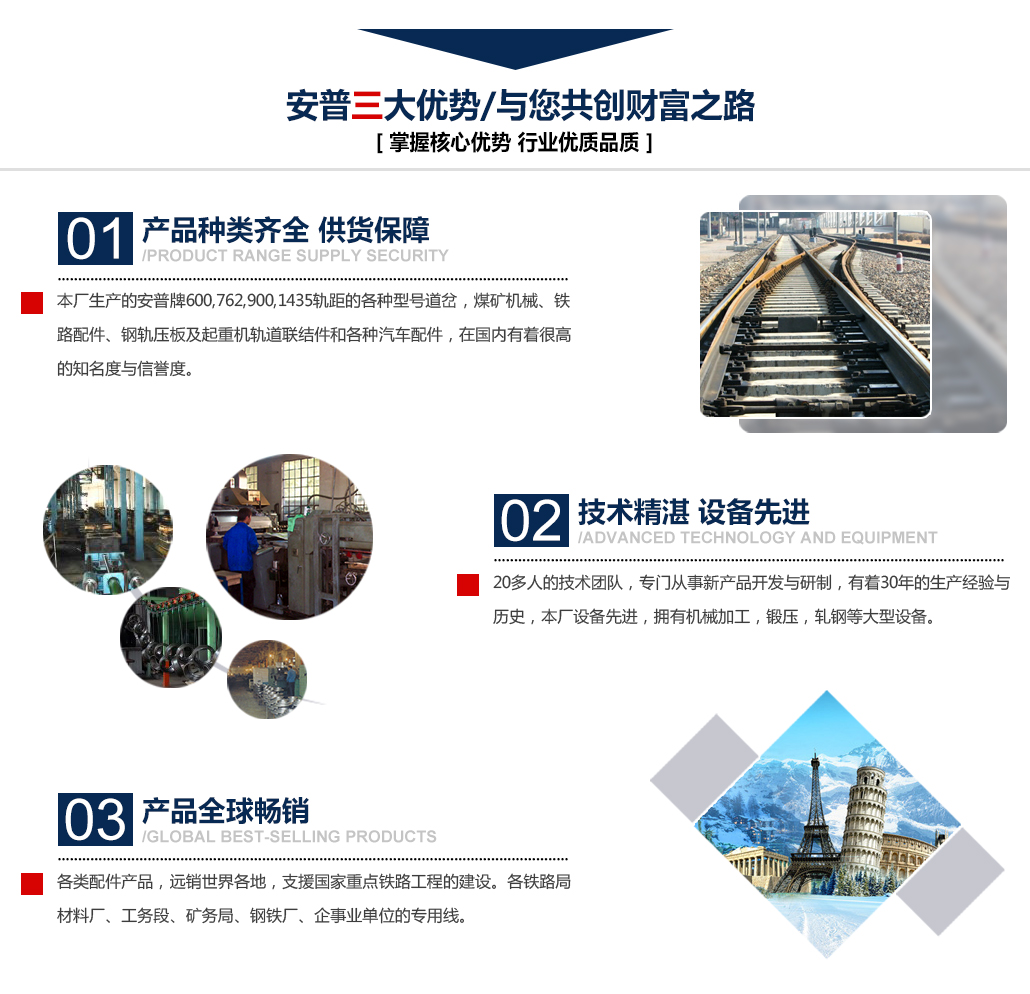 安普三大优势/与您共创财富之路
[ 掌握核心优势 行业优质品质 ]
01 产品种类齐全 供货保障
/PRODUCT RANGE SUPPLY SECURITY
本厂生产的安普牌600,762,900,1435轨距的各种型号道岔，煤矿机械、铁
路配件、钢轨压板及起重机轨道联结件和各种汽车配件，在国内有着很高
的知名度与信誉度。
02 技术精湛 设备先进
/ADVANCED TECHNOLOGY AND EQUIPMENT
20多人的技术团队，专门从事新产品开发与研制，有着30年的生产经验与
历史，本厂设备先进，拥有机械加工，锻压，轧钢等大型设备。
03 产品全球畅销
/GLOBAL BEST-SELLING PRODUCTS
各类配件产品，远销世界各地，支援国家重点铁路工程的建设。各铁路局
材料厂、工务段、矿务局、钢铁厂、企事业单位的专用线。